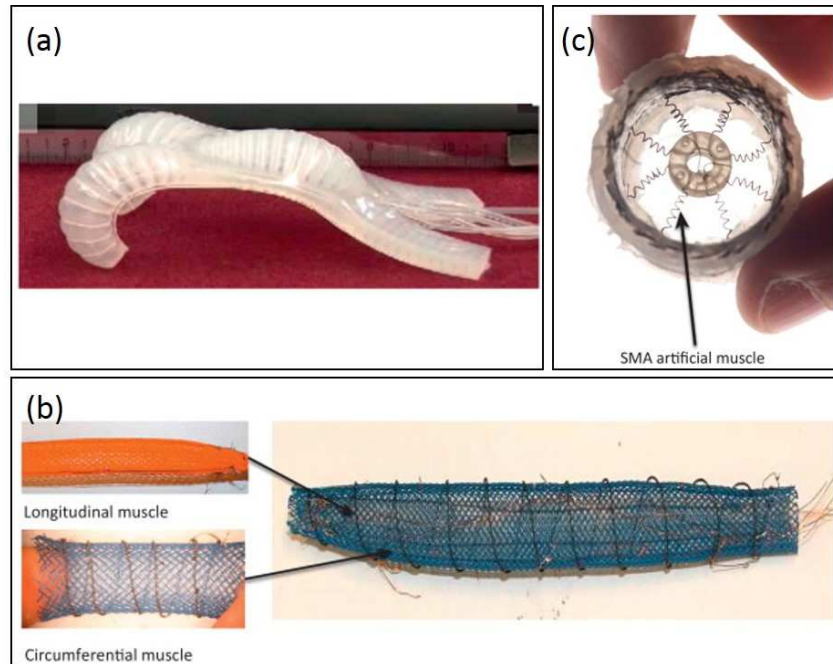 (a)
(c)
SMA artificial muscle
(b)
Longitudinal muscle
Circumferential muscle